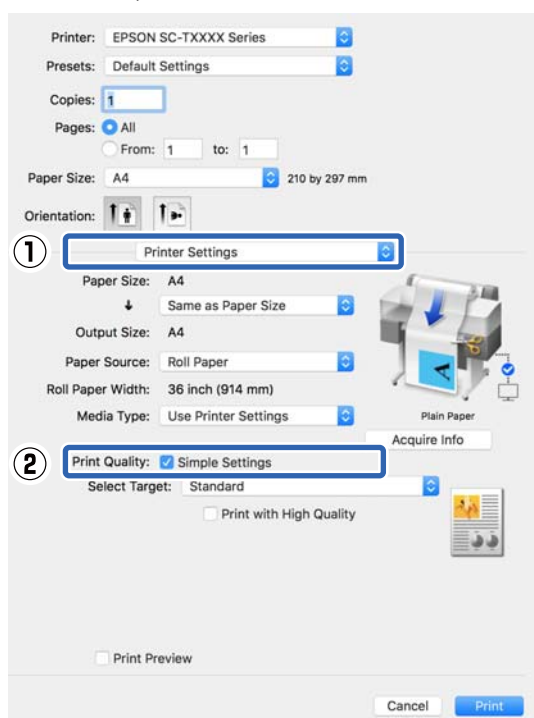 Printer: EPSON SC-TXXXX Series
Presets: Default Settings
Copies: 1
Pages: All
From: 1 to: 1
Paper Size: A4 210 by 297 mm
Orientation:
1 Printer Settings
Paper Size: A4
Same as Paper Size
Output Size: A4
Paper Source: Roll Paper
Roll Paper Width: 36 inch (914 mm)
Media Type: Use Printer Settings
Plain Paper
Acquire Info
2 Print Quality: Simple Settings
Select Target: Standard
Print with High Quality
Print Preview
Cancel Print